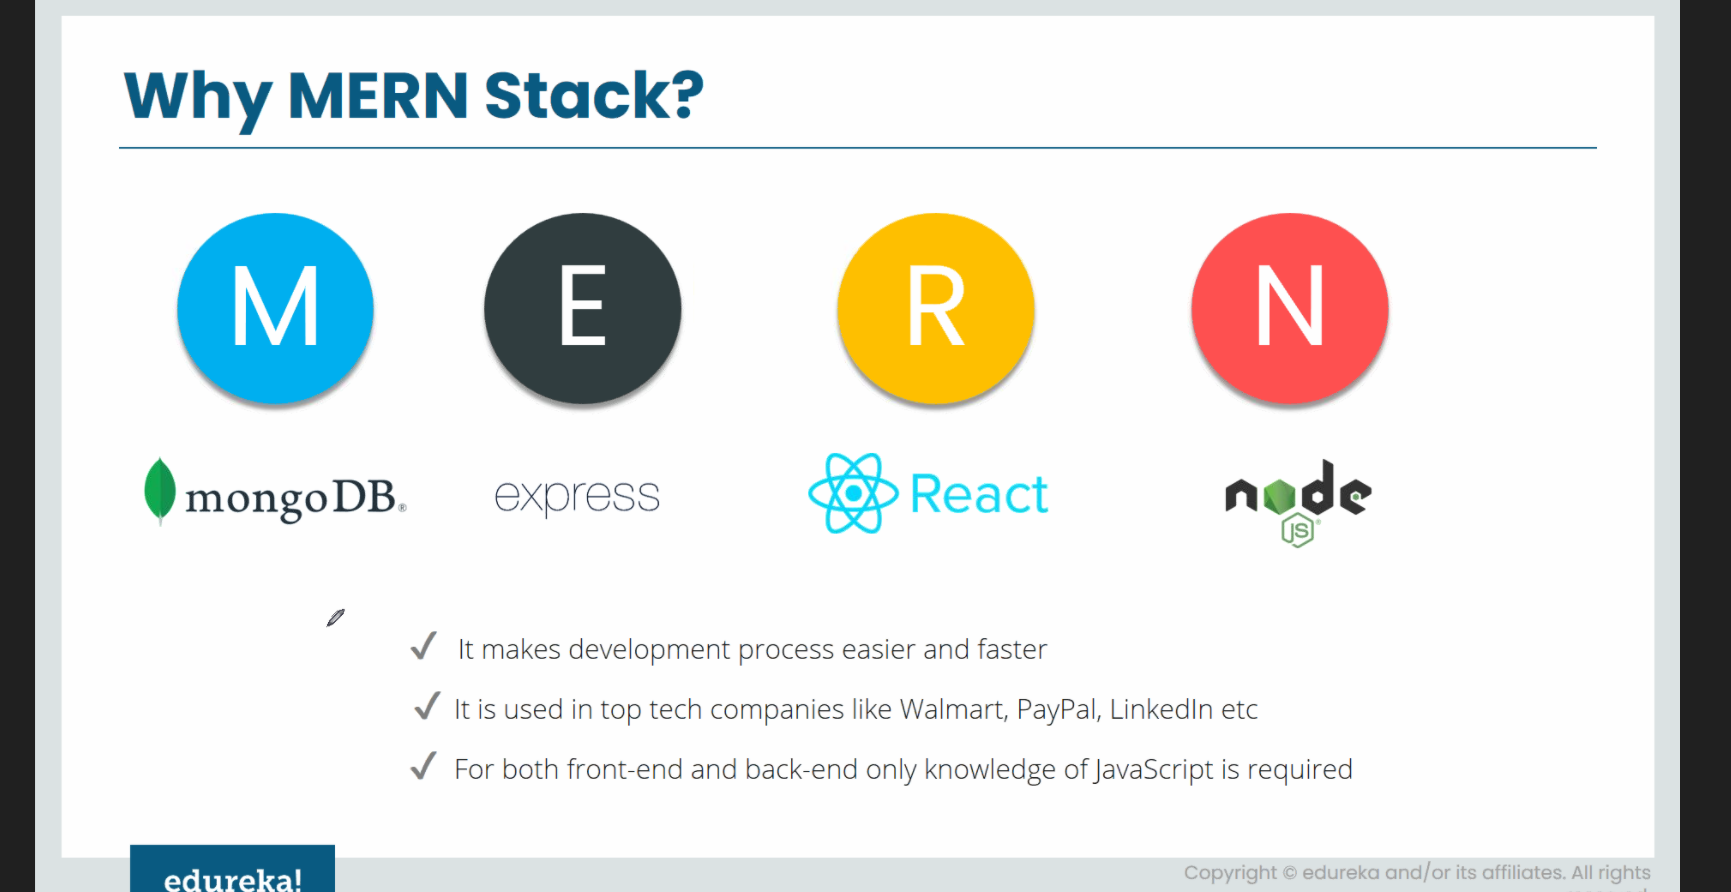 Why MERN Stack?
M E R N
mongoDB® express React node
JS®
It makes development process easier and faster
It is used in top tech companies like Walmart, PayPal, LinkedIn etc
For both front-end and back-end only knowledge of JavaScript is required
edureka!
Copyright © edureka and/or its affiliates. All rights